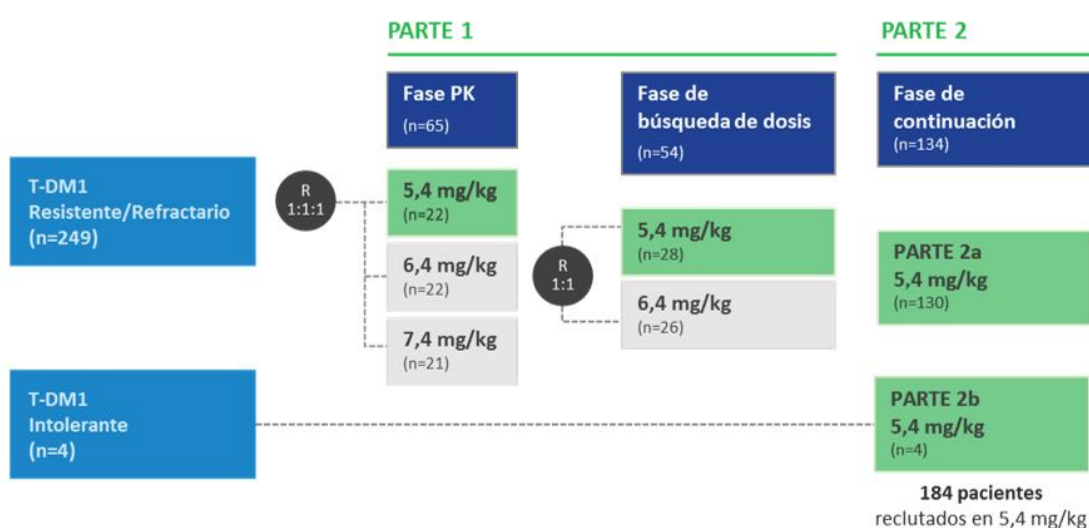 PARTE 1
PARTE 2
Fase PK
(n=65)
Fase de
búsqueda de dosis
(n=54)
Fase de
continuación
(n=134)
T-DM1
Resistente/Refractario
(n=249)
R
1:1:1
5,4 mg/kg
(n=22)
6,4 mg/kg
(n=22)
7,4 mg/kg
(n=21)
R
1:1
5,4 mg/kg
(n=28)
6,4 mg/kg
(n=26)
PARTE 2a
5,4 mg/kg
(n=130)
T-DM1
Intolerante
(n=4)
PARTE 2b
5,4 mg/kg
(n=4)
184 pacientes
reclutados en 5,4 mg/kg